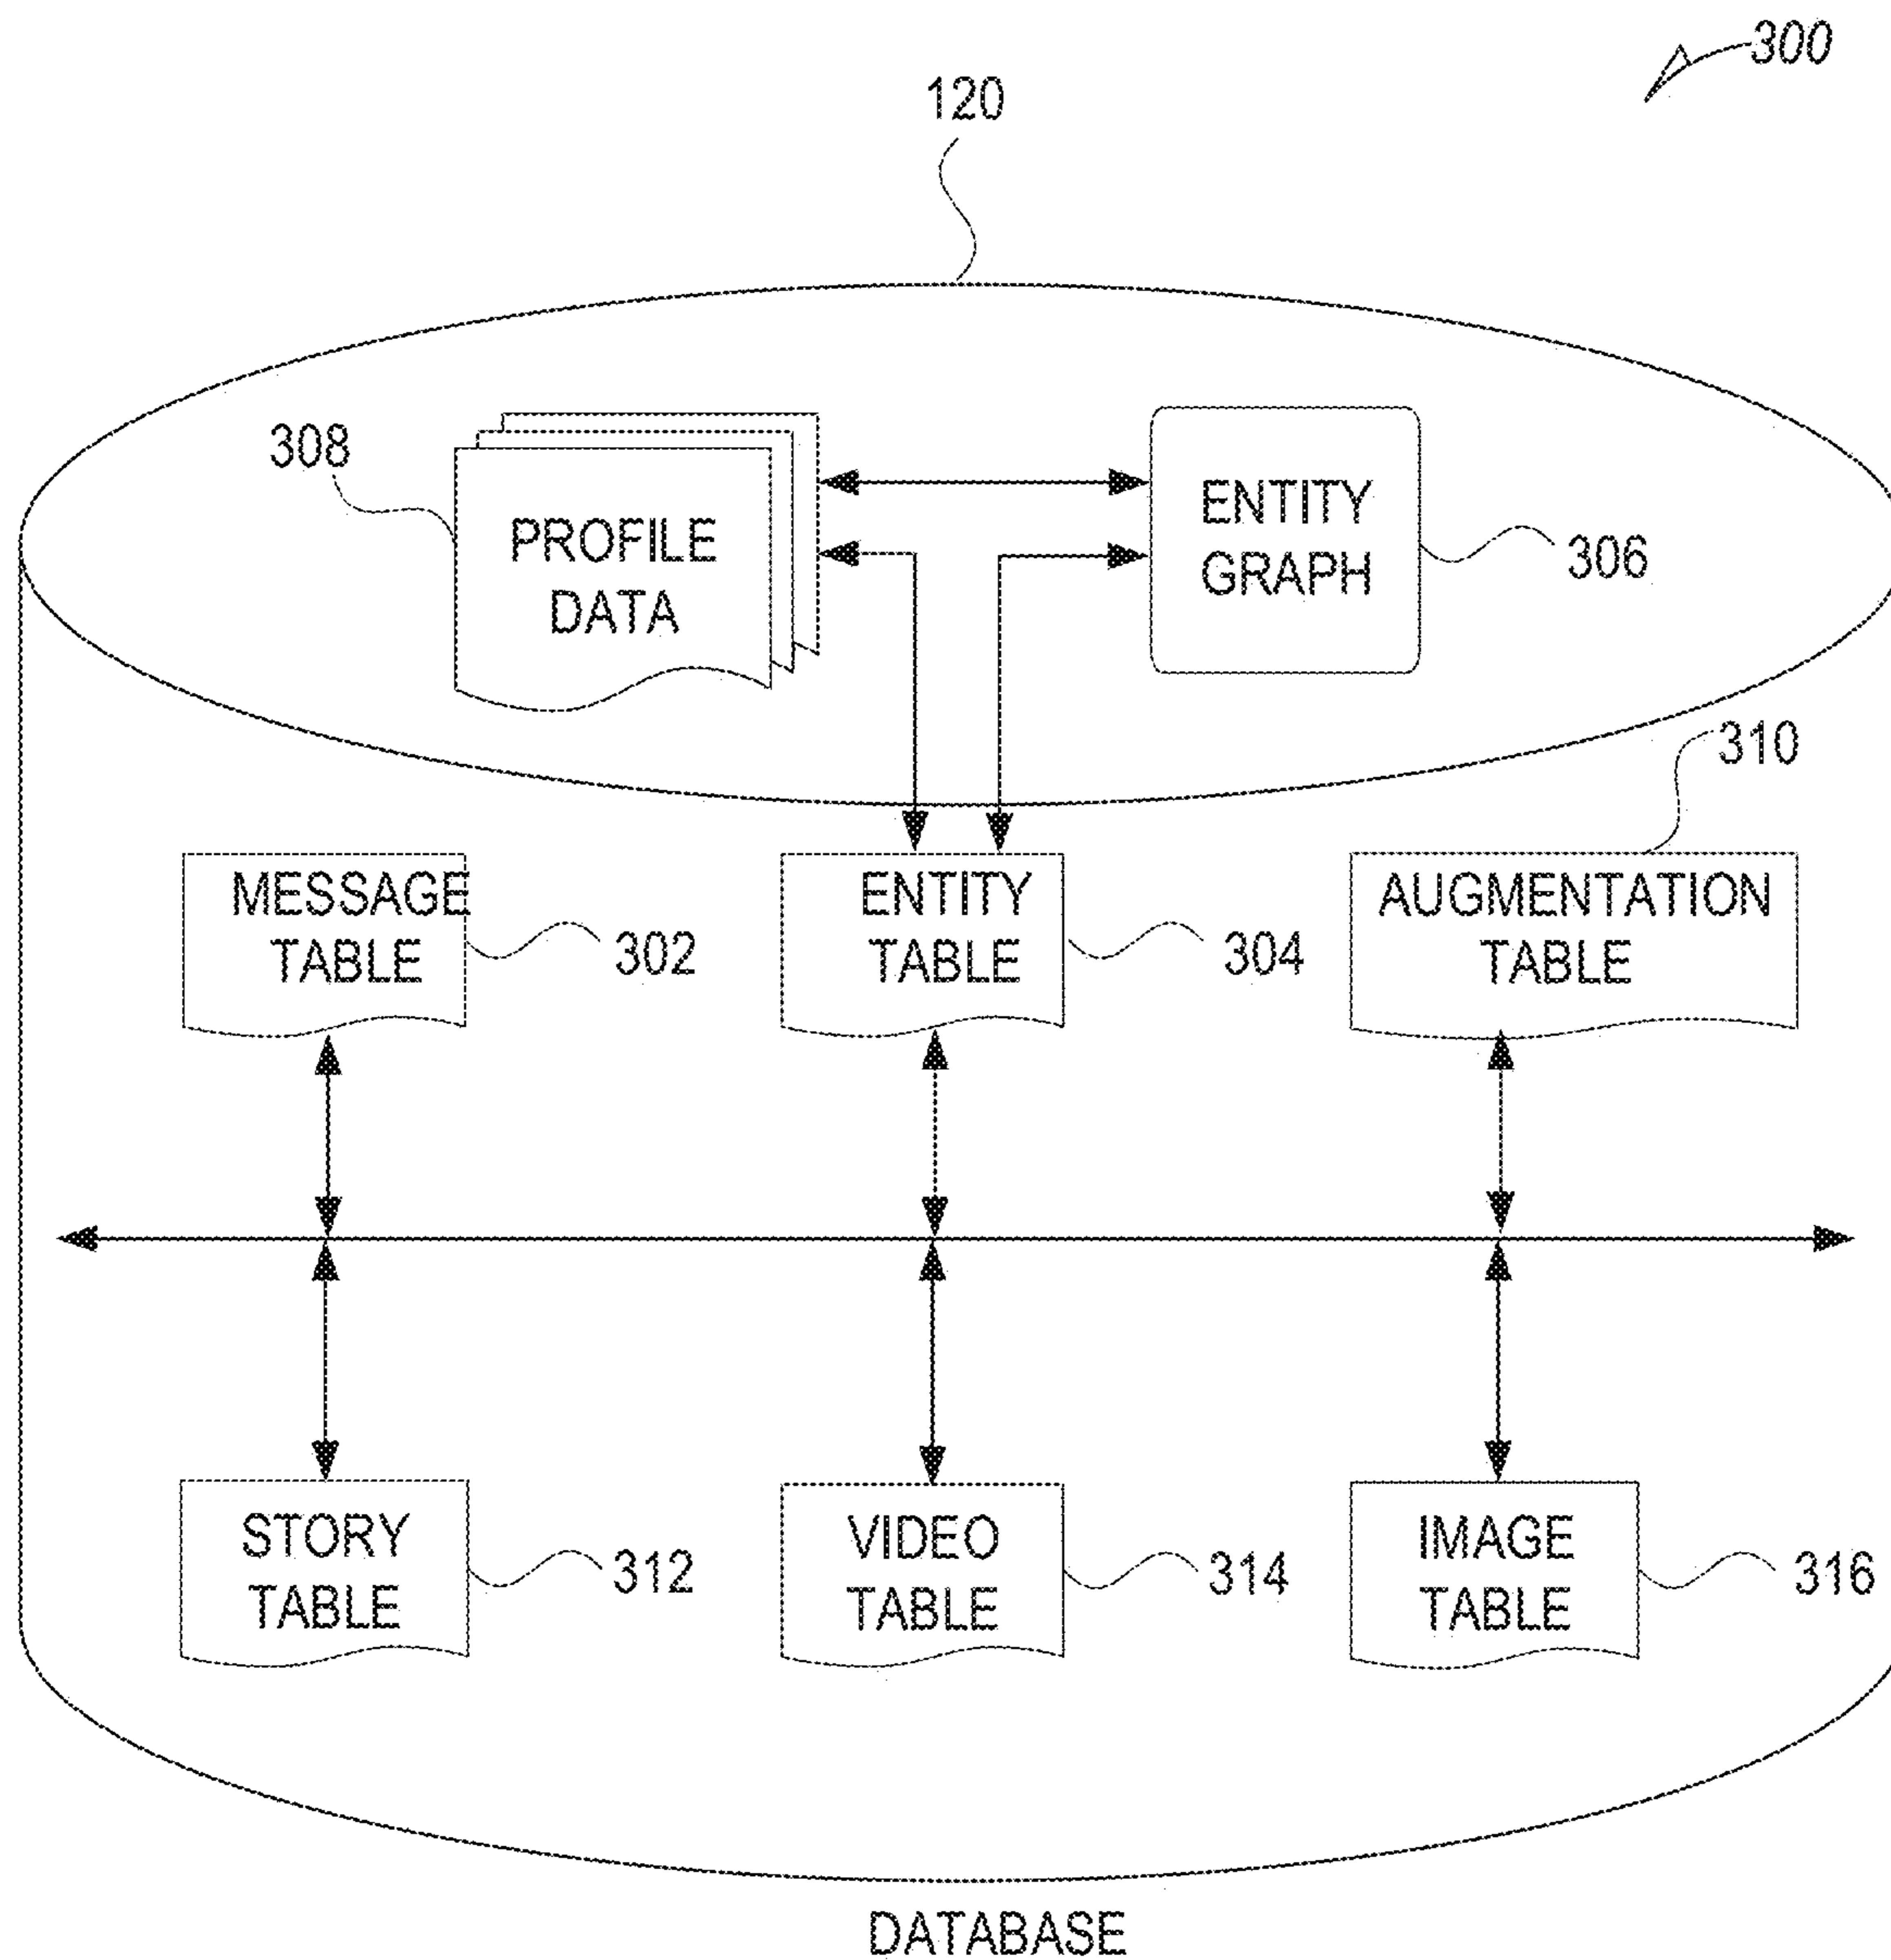 300
120
308
PROFILE
DATA
ENTITY
GRAPH
306
310
MESSAGE
TABLE
302
ENTITY
TABLE
304
AUGMENTATION
TABLE
STORY
TABLE
312
VIDEO
TABLE
314
IMAGE
TABLE
316
DATABASE